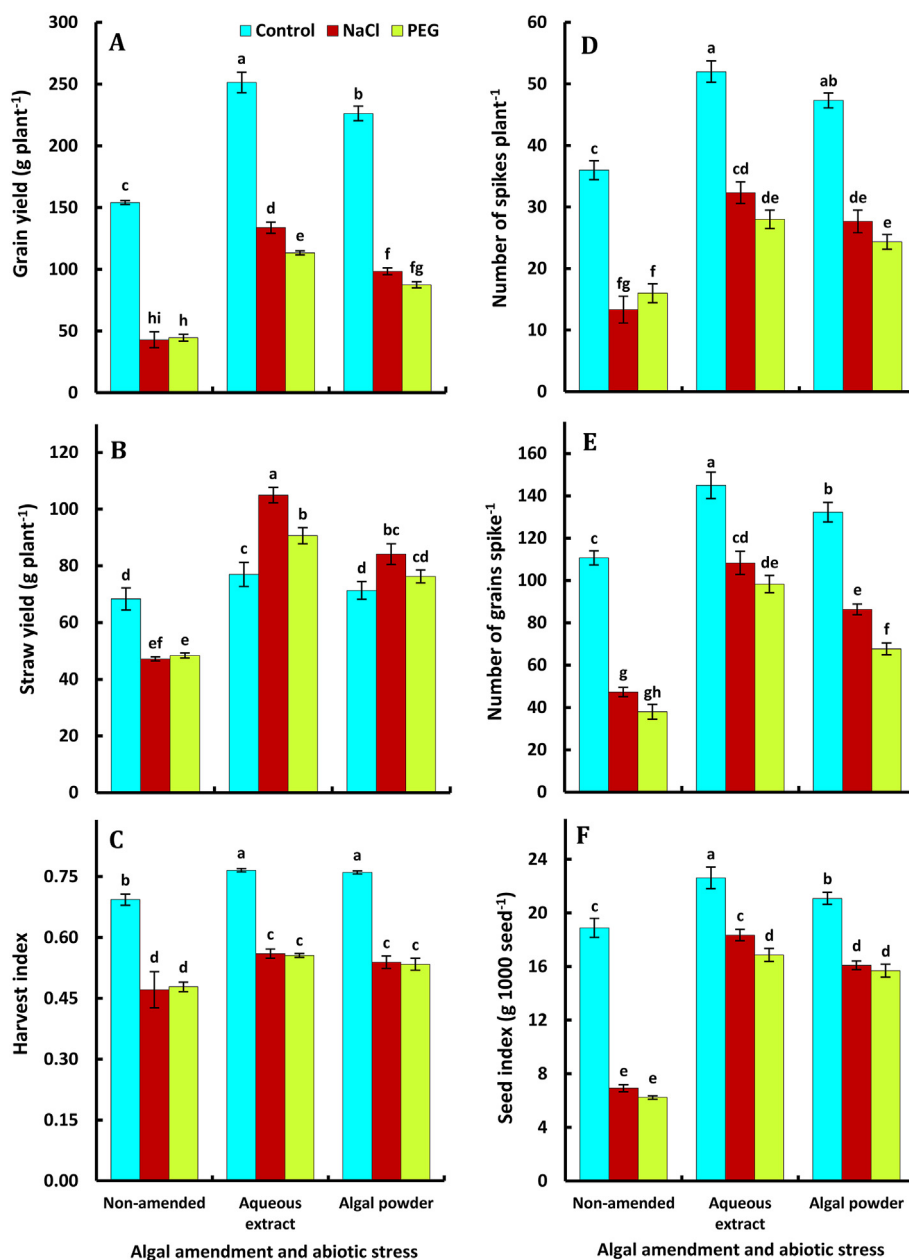 A
Control NaCl PEG
Grain yield (g plant⁻¹)
300
250
200
150
100
50
0
c
hi
h
a
d
e
b
f
fg
D
Number of spikes plant⁻¹
60
50
40
30
20
10
0
c
fg
f
a
cd
de
ab
de
e
B
Straw yield (g plant⁻¹)
120
100
80
60
40
20
0
d
ef
e
c
a
b
d
bc
cd
E
Number of grains spike⁻¹
160
140
120
100
80
60
40
20
0
c
g
gh
a
cd
de
b
e
f
C
Harvest index
0.75
0.60
0.45
0.30
0.15
0.00
b
d
d
a
c
c
a
c
c
Non-amended
Aqueous
extract
Algal powder
Algal amendment and abiotic stress
F
Seed index (g 1000 seed⁻¹)
24
20
16
12
8
4
0
c
e
e
a
c
d
b
d
d
Non-amended
Aqueous
extract
Algal powder
Algal amendment and abiotic stress